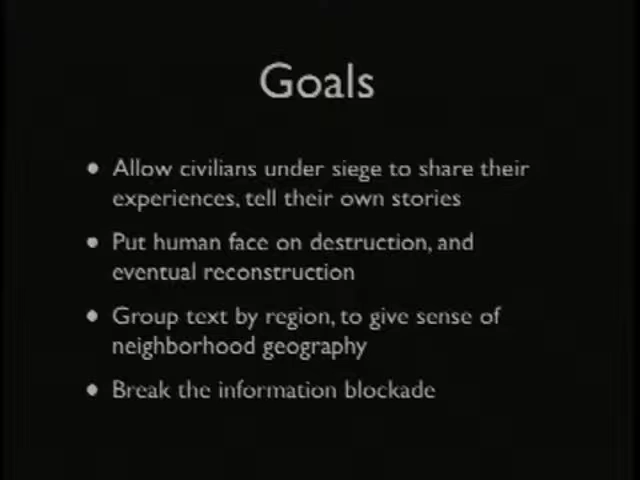 Goals
• Allow civilians under siege to share their
experiences, tell their own stories
• Put human face on destruction, and
eventual reconstruction
• Group text by region, to give sense of
neighborhood geography
• Break the information blockade